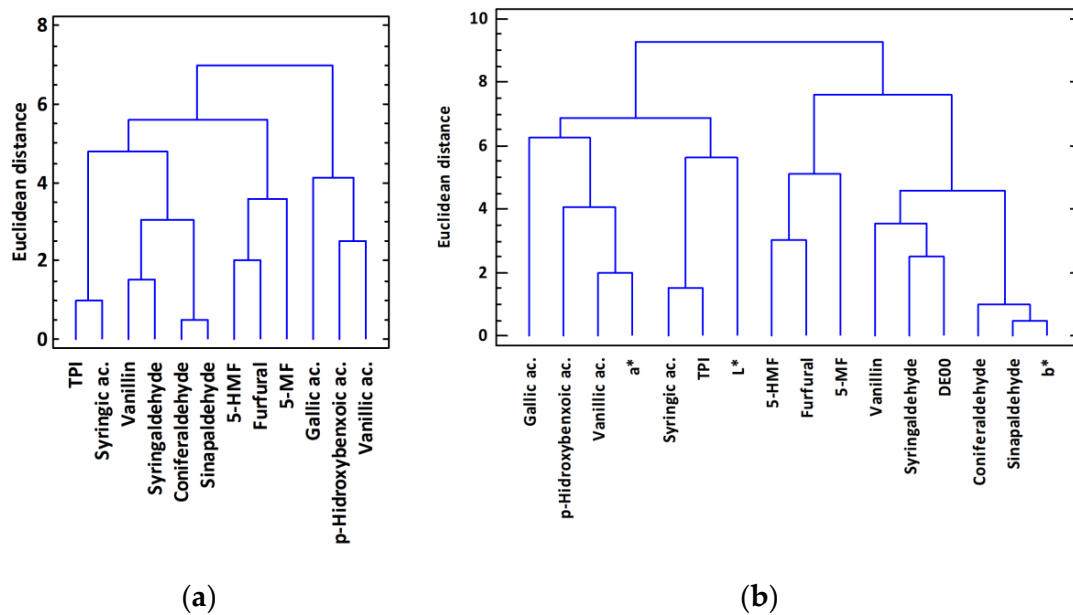 8
6
4
2
0
Euclidean distance
TPI
Syringic ac.
Vanillin
Syringaldehyde
Coniferaldehyde
Sinapaldehyde
5-HMF
Furfural
5-MF
Gallic ac.
p-Hidroxybenxoic ac.
Vanillic ac.
(a)
10
8
6
4
2
0
Euclidean distance
Gallic ac.
p-Hidroxybenzoic ac.
Vanillic ac.
a*
Syringic ac.
TPI
L*
5-HMF
Furfural
5-MF
Vanillin
Syringaldehyde
DE00
Coniferaldehyde
Sinapaldehyde
b*
(b)